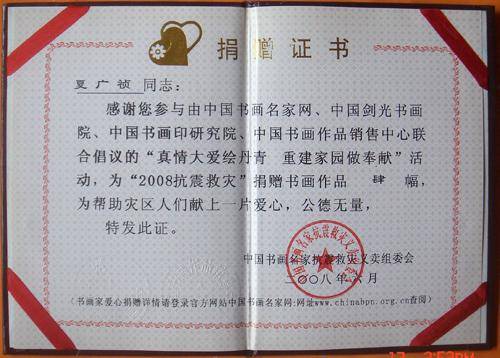 捐赠证书
夏广祯 同志：
感谢您参与由中国书画名家网、中国剑光书画
院、中国书画印研究院、中国书画作品销售中心联
合倡议的“真情大爱绘丹青 重建家园做奉献”活
动，为“2008抗震救灾”捐赠书画作品 肆 幅，
为帮助灾区人们献上一片爱心，公德无量，
特发此证。
中国书画名家抗震救灾义卖组委会
二〇〇八年六月
（书画家爱心捐赠详情请登录官方网站中国书画名家网:网址www.chinabpn.org.cn查阅）